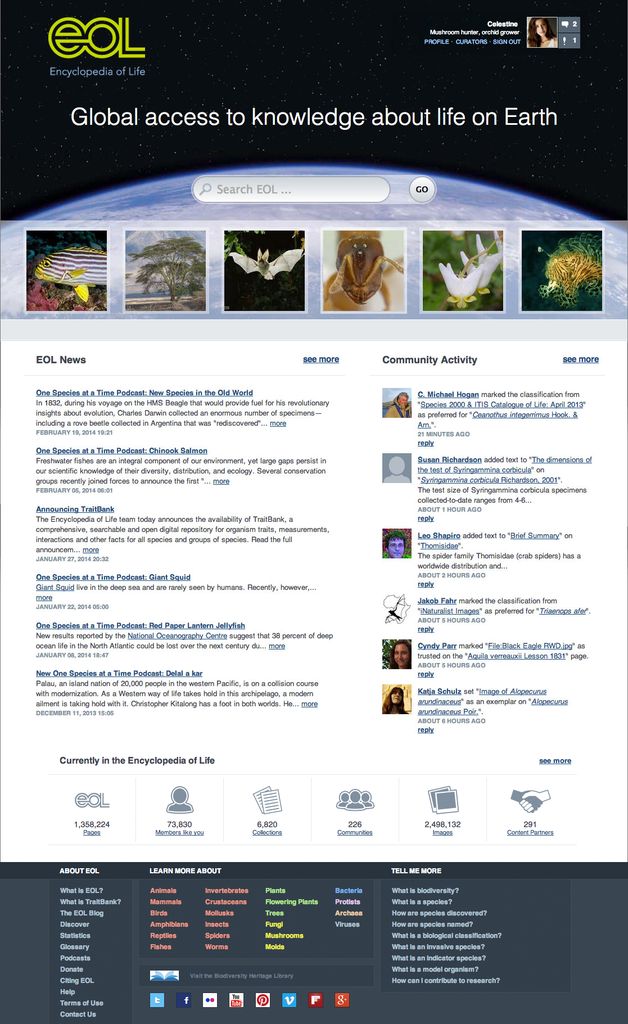 eOL
Encyclopedia of Life
Celestine
Mushroom hunter, orchid grower
PROFILE · CURATORS · SIGN OUT
2
! 1
Global access to knowledge about life on Earth
Search EOL ...
GO
EOL News
see more
One Species at a Time Podcast: New Species in the Old World
In 1832, during his voyage on the HMS Beagle that would provide fuel for his revolutionary
insights about evolution, Charles Darwin collected an enormous number of specimens—
including a rove beetle collected in Argentina that was "rediscovered"... more
FEBRUARY 19, 2014 19:21
One Species at a Time Podcast: Chinook Salmon
Freshwater fishes are an integral component of our environment, yet large gaps persist in
our scientific knowledge of their diversity, distribution, and ecology. Several conservation
groups recently joined forces to announce the first "... more
FEBRUARY 05, 2014 06:01
Announcing TraitBank
The Encyclopedia of Life team today announces the availability of TraitBank, a
comprehensive, searchable and open digital repository for organism traits, measurements,
interactions and other facts for all species and groups of species. Read the full
announcem... more
JANUARY 27, 2014 20:32
One Species at a Time Podcast: Giant Squid
Giant Squid live in the deep sea and are rarely seen by humans. Recently, however,...
more
JANUARY 22, 2014 05:00
One Species at a Time Podcast: Red Paper Lantern Jellyfish
New results reported by the National Oceanography Centre suggest that 38 percent of deep
ocean life in the North Atlantic could be lost over the next century du... more
JANUARY 08, 2014 18:47
New One Species at a Time Podcast: Delal a kar
Palau, an island nation of 20,000 people in the western Pacific, is on a collision course
with modernization. As a Western way of life takes hold in this archipelago, a modern
ailment is taking hold with it. Christopher Kitalong has a foot in both worlds. He... more
DECEMBER 11, 2013 15:05
Community Activity
see more
C. Michael Hogan marked the classification from
"Species 2000 & ITIS Catalogue of Life: April 2013"
as preferred for "Ceanothus integerrimus Hook. &
Arn.".
21 MINUTES AGO
reply
Susan Richardson added text to "The dimensions of
the test of Syringammina corbicula" on
"Syringammina corbicula Richardson, 2001".
The test size of Syringammina corbicula specimens
collected-to-date ranges from 4-6...
ABOUT 1 HOUR AGO
reply
Leo Shapiro added text to "Brief Summary" on
"Thomisidae".
The spider family Thomisidae (crab spiders) has a
worldwide distribution and...
ABOUT 2 HOURS AGO
reply
Jakob Fahr marked the classification from
"iNaturalist Images" as preferred for "Triaenops afer".
ABOUT 5 HOURS AGO
reply
Cyndy Parr marked "File:Black Eagle RWD.jpg" as
trusted on the "Aquila verreauxii Lesson 1831" page.
ABOUT 5 HOURS AGO
reply
Katja Schulz set "Image of Alopecurus
arundinaceus" as an exemplar on "Alopecurus
arundinaceus Poir.".
ABOUT 6 HOURS AGO
reply
Currently in the Encyclopedia of Life
see more
eOL
1,358,224
Pages
73,830
Members like you
6,820
Collections
226
Communities
2,498,132
Images
291
Content Partners
ABOUT EOL
What is EOL?
What is TraitBank?
The EOL Blog
Discover
Statistics
Glossary
Podcasts
Donate
Citing EOL
Help
Terms of Use
Contact Us
LEARN MORE ABOUT
Animals
Mammals
Birds
Amphibians
Reptiles
Fishes
Invertebrates
Crustaceans
Mollusks
Insects
Spiders
Worms
Plants
Flowering Plants
Trees
Fungi
Mushrooms
Molds
Bacteria
Protists
Archaea
Viruses
Visit the Biodiversity Heritage Library
You Tube
TELL ME MORE
What is biodiversity?
What is a species?
How are species discovered?
How are species named?
What is a biological classification?
What is an invasive species?
What is an indicator species?
What is a model organism?
How can I contribute to research?